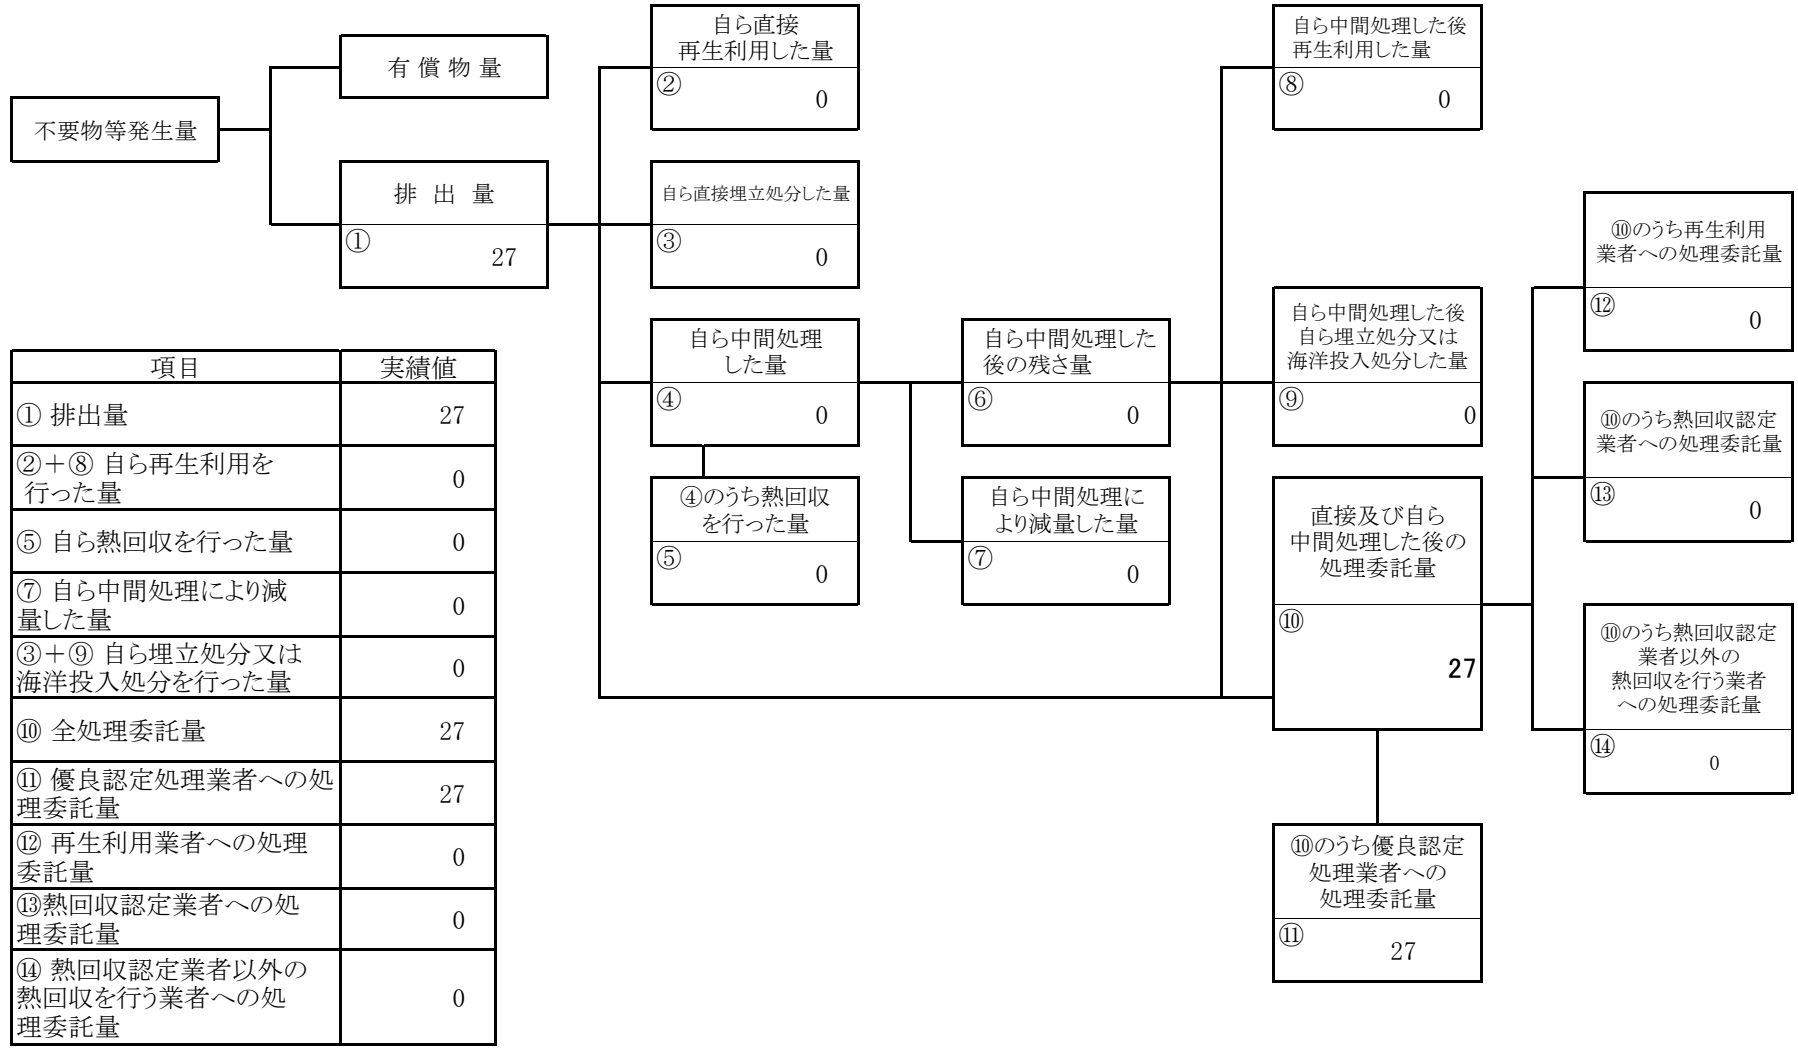 不要物等発生量
有 償 物 量
排 出 量
①
27
自ら直接
再生利用した量
②
0
自ら直接埋立処分した量
③
0
自ら中間処理
した量
④
0
④のうち熱回収
を行った量
⑤
0
自ら中間処理した
後の残さ量
⑥
0
自ら中間処理に
より減量した量
⑦
0
自ら中間処理した後
再生利用した量
⑧
0
自ら中間処理した後
自ら埋立処分又は
海洋投入処分した量
⑨
0
直接及び自ら
中間処理した後の
処理委託量
⑩
27
⑩のうち優良認定
処理業者への
処理委託量
⑪
27
⑩のうち再生利用
業者への処理委託量
⑫
0
⑩のうち熱回収認定
業者への処理委託量
⑬
0
⑩のうち熱回収認定
業者以外の
熱回収を行う業者
への処理委託量
⑭
0
項目 実績値
① 排出量 27
②＋⑧ 自ら再生利用を
行った量 0
⑤ 自ら熱回収を行った量 0
⑦ 自ら中間処理により減
量した量 0
③＋⑨ 自ら埋立処分又は
海洋投入処分を行った量 0
⑩ 全処理委託量 27
⑪ 優良認定処理業者への処
理委託量 27
⑫ 再生利用業者への処理
委託量 0
⑬熱回収認定業者への処
理委託量 0
⑭ 熱回収認定業者以外の
熱回収を行う業者への処
理委託量 0